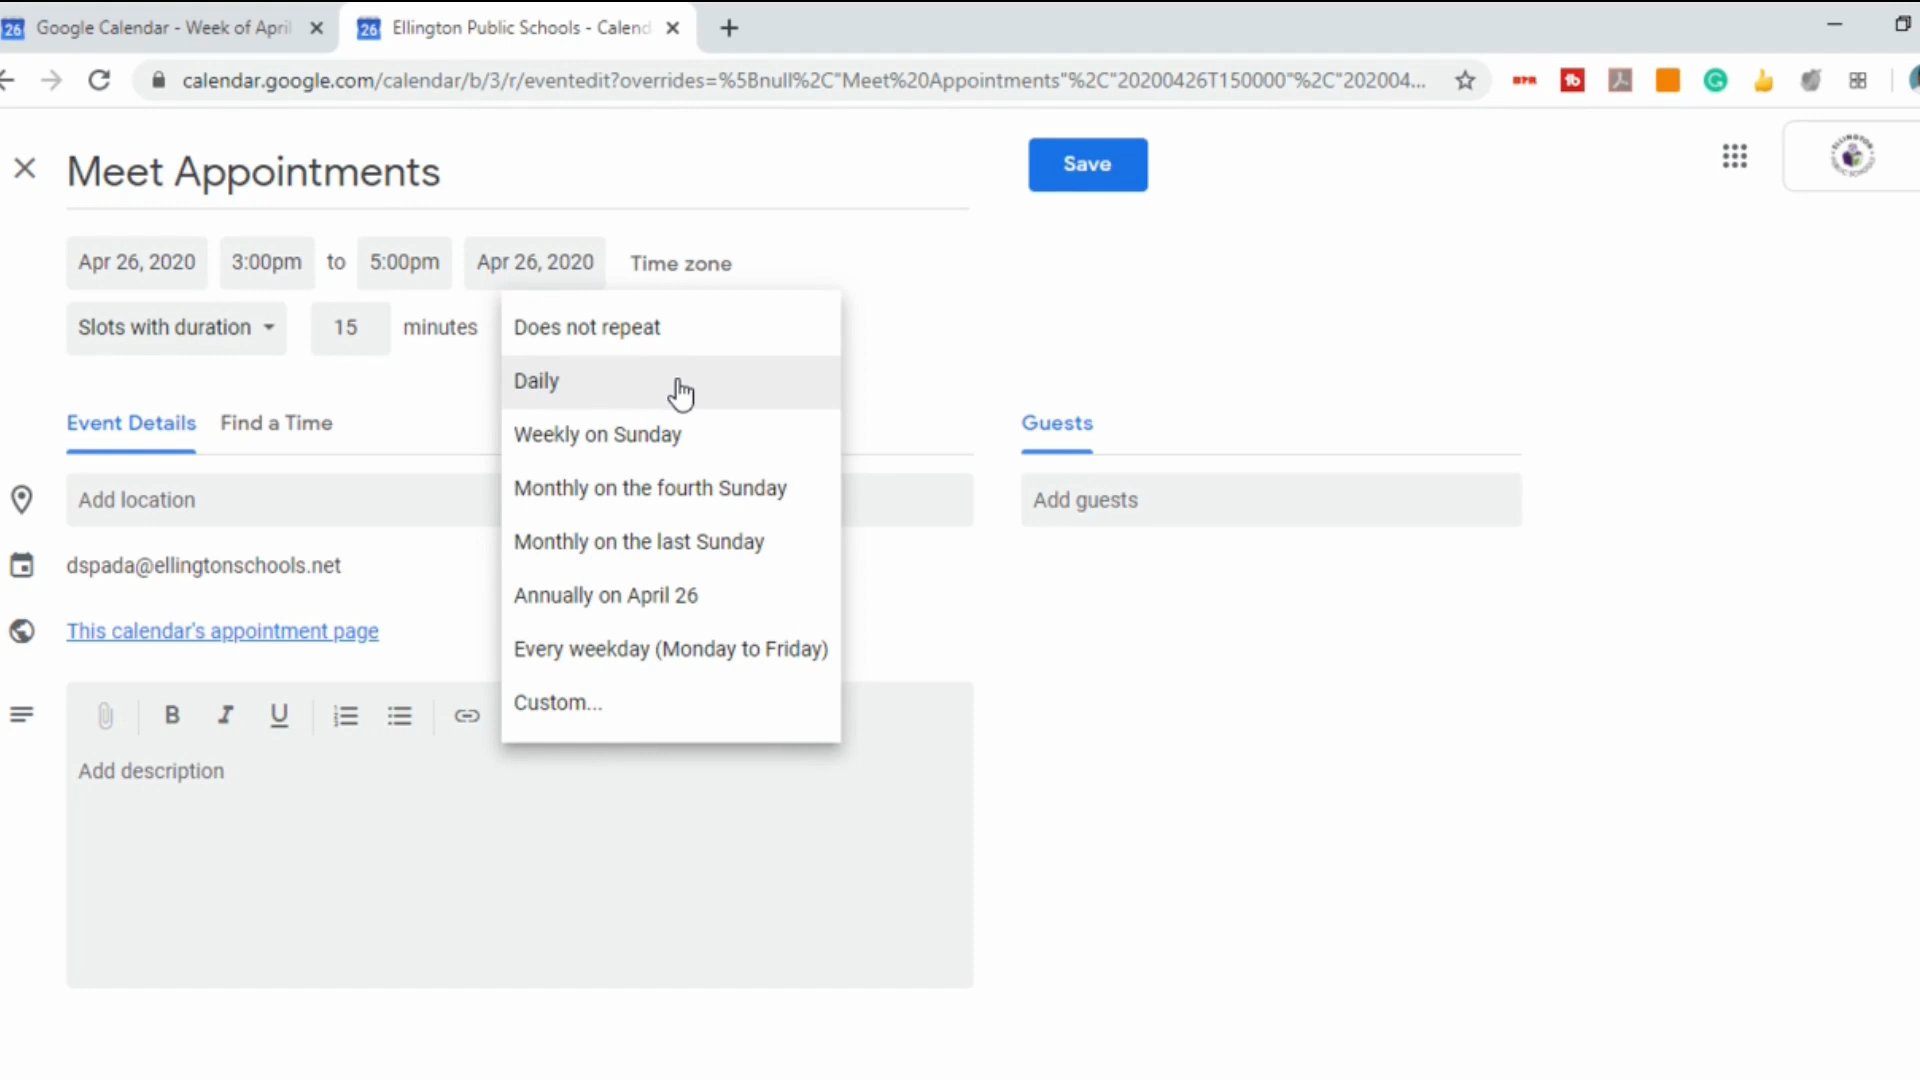 26 Google Calendar - Week of April
26 Ellington Public Schools - Calend
calendar.google.com/calendar/b/3/r/eventedit?overrides=%5Bnull%2C"Meet%20Appointments"%2C"20200426T150000"%2C"202004...
Meet Appointments
Save
Apr 26, 2020 3:00pm to 5:00pm Apr 26, 2020 Time zone
Slots with duration 15 minutes
Does not repeat
Daily
Weekly on Sunday
Monthly on the fourth Sunday
Monthly on the last Sunday
Annually on April 26
Every weekday (Monday to Friday)
Custom...
Event Details Find a Time
Guests
Add location
Add guests
dspada@ellingtonschools.net
This calendar's appointment page
B I U
Add description